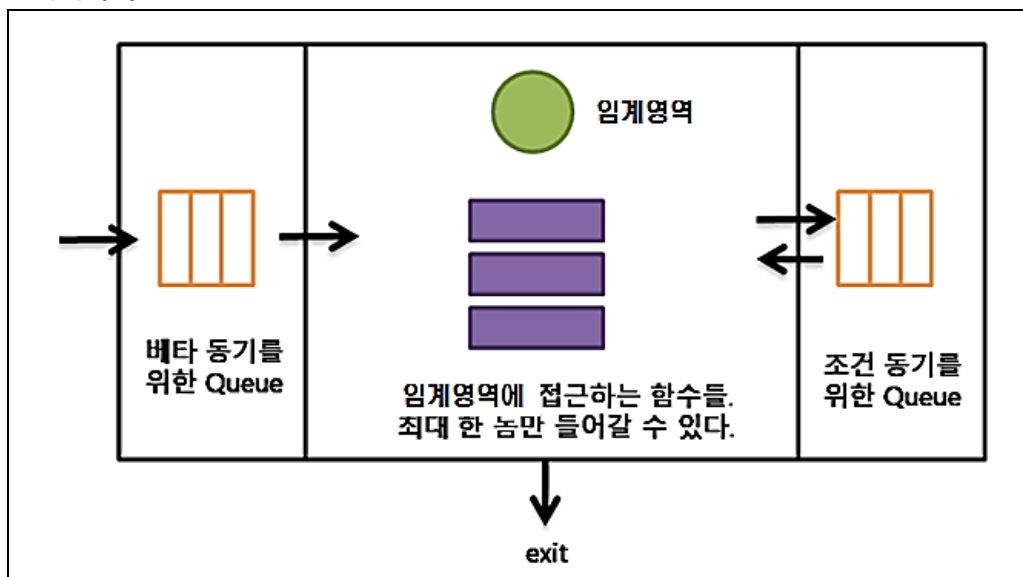 임계영역
베타 동기를
위한 Queue
임계영역에 접근하는 함수들.
최대 한 놈만 들어갈 수 있다.
조건 동기를
위한 Queue
exit